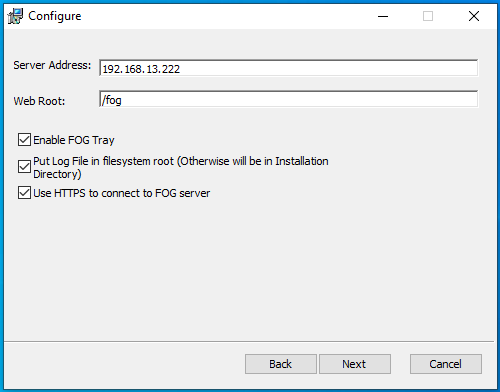 Configure
Server Address:
192.168.13.222
Web Root:
/fog
Enable FOG Tray
Put Log File in filesystem root (Otherwise will be in Installation
Directory)
Use HTTPS to connect to FOG server
Back
Next
Cancel